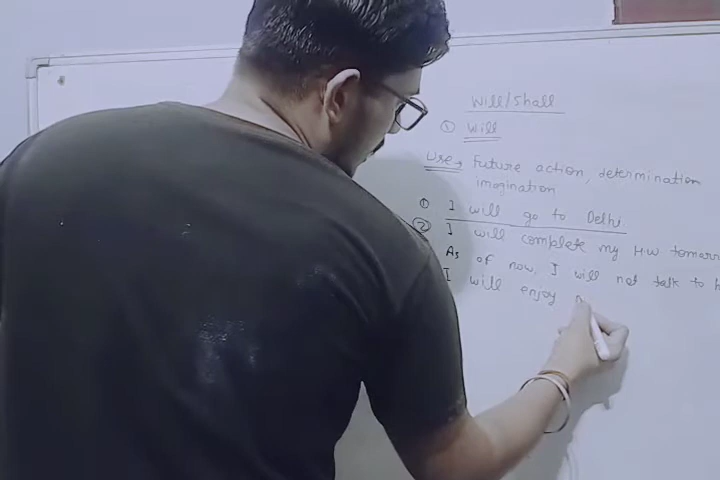 Will/Shall
① Will
Use → Future action, determination
imagination
① I will go to Delhi.
② I will complete my HW tomorr
As of now, I will not talk to h
I will enjoy